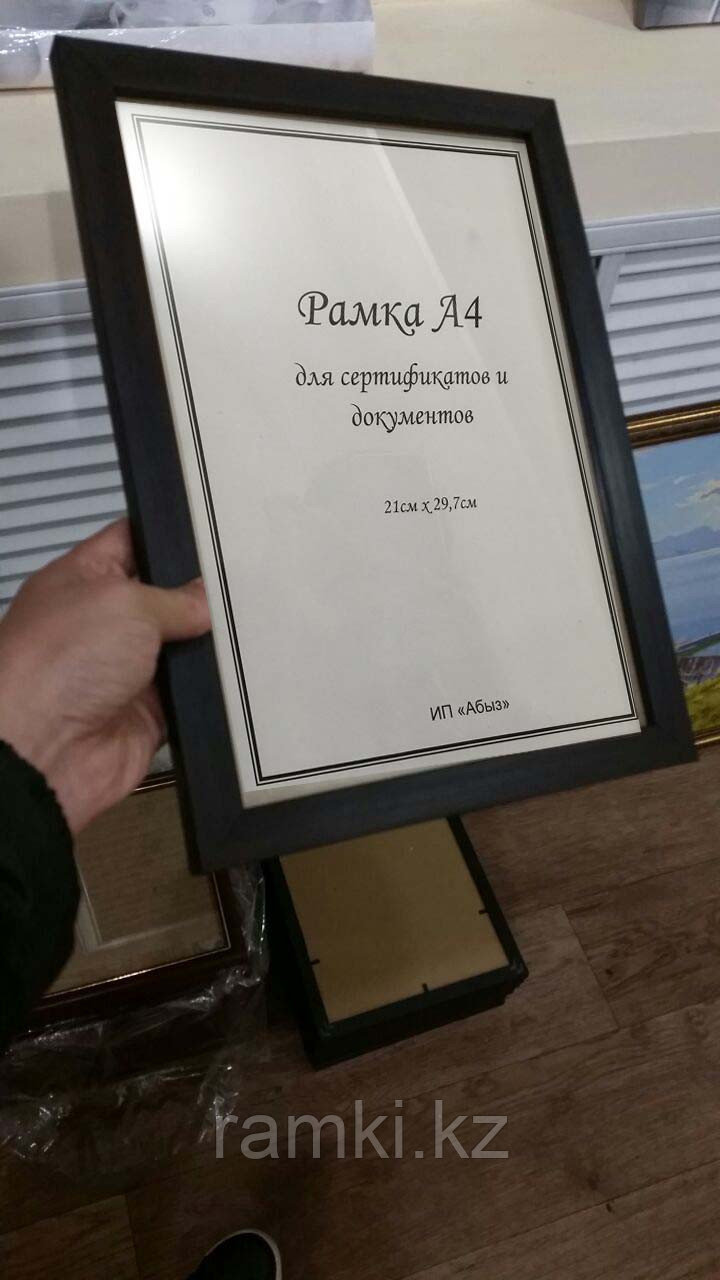 Рамка А4
для сертификатов и
документов
21см х 29,7см
ИП «Абыз»
ramki.kz